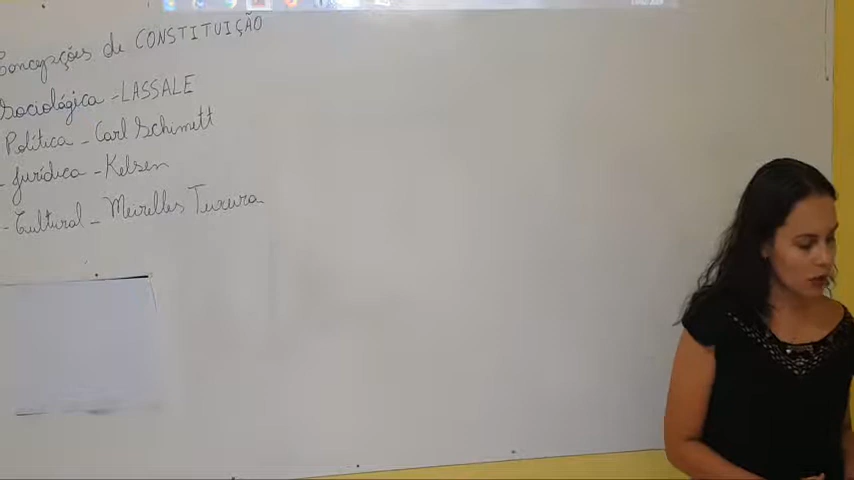 Concepções de CONSTITUIÇÃO
Sociológica - LASSALE
Política - Carl Schimett
- Jurídica - Kelsen
- Cultural - Meirelles Teixeira